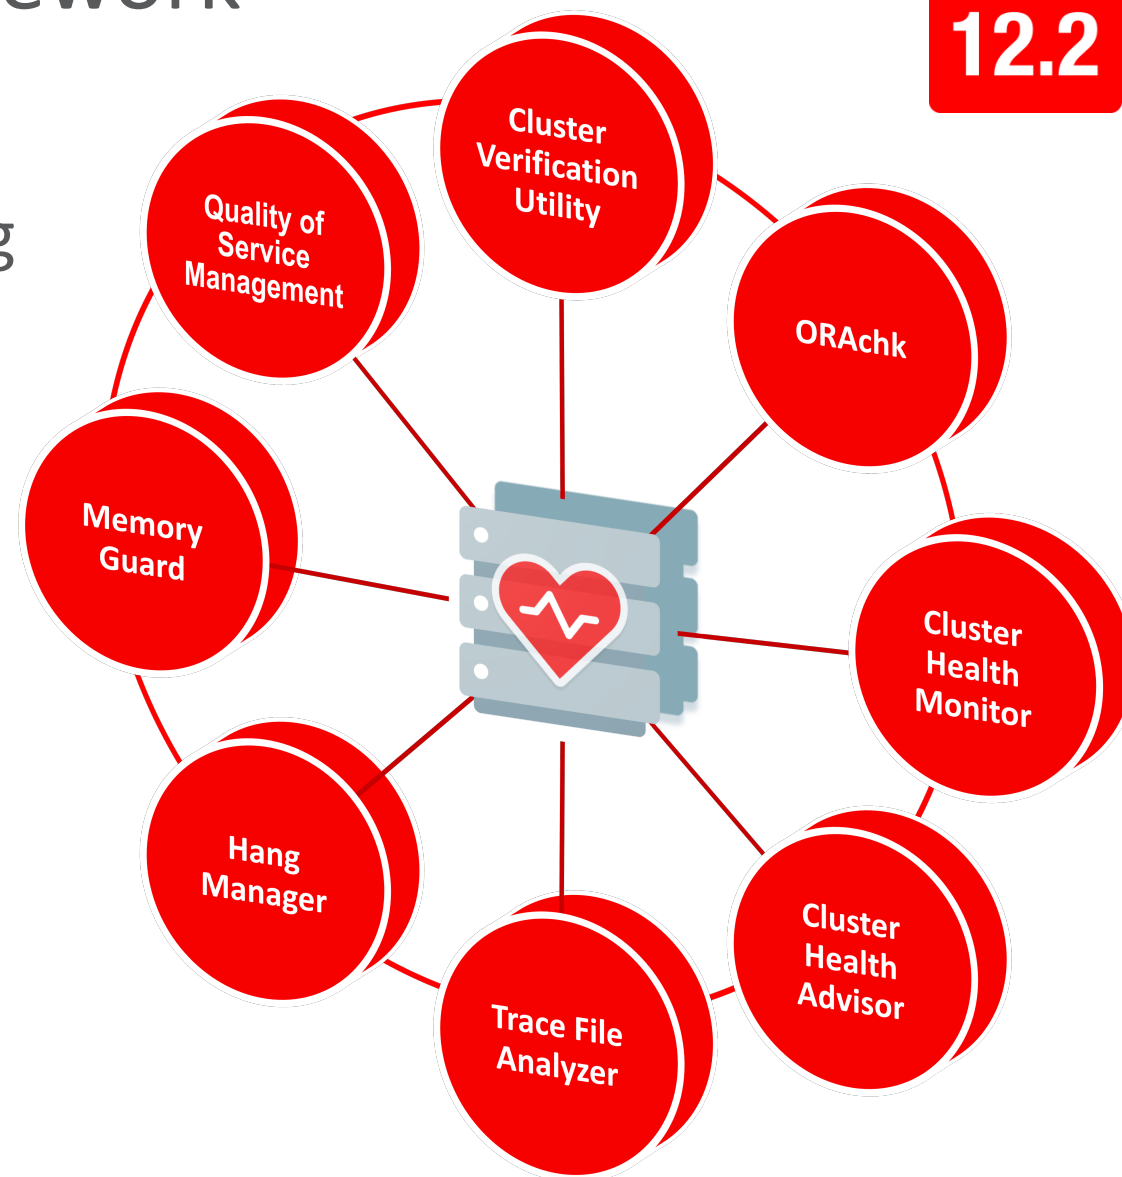 12.2
Cluster
Verification
Utility
Quality of
Service
Management
ORAchk
Memory
Guard
Cluster
Health
Monitor
Hang
Manager
Cluster
Health
Advisor
Trace File
Analyzer